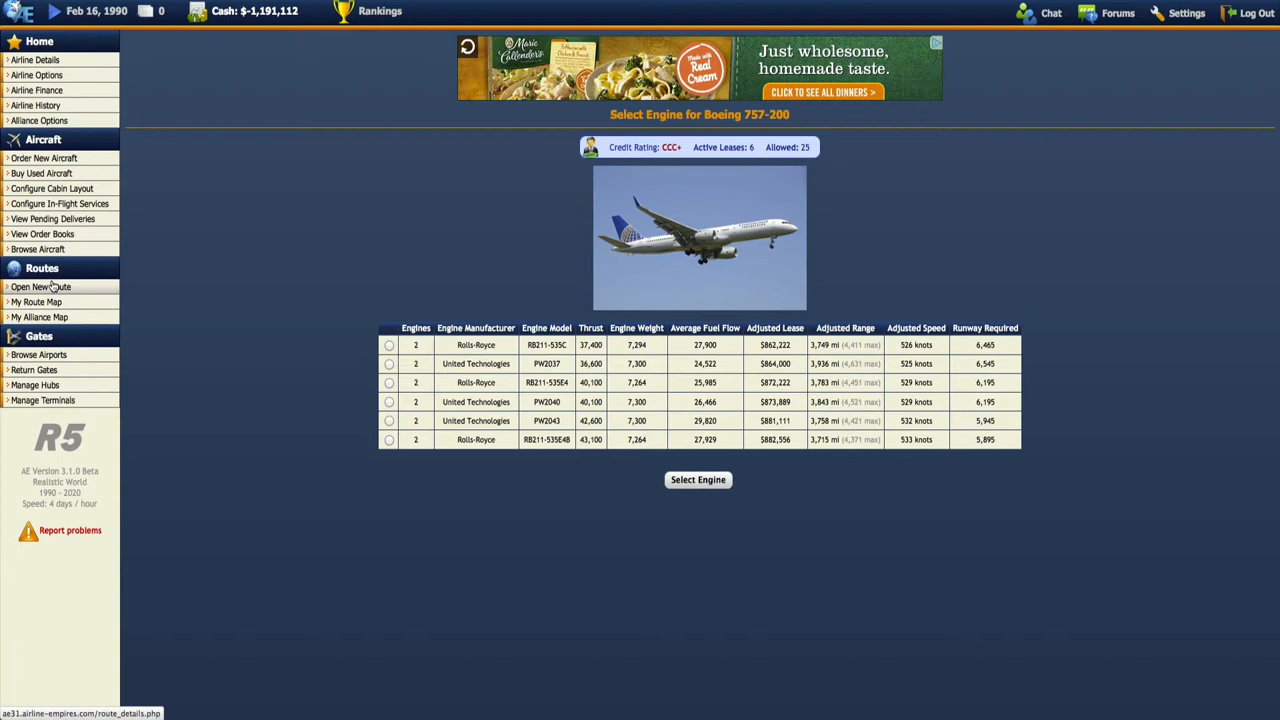 AE Feb 16, 1990 0 Cash: $-1,191,112 Rankings Chat Forums Settings Log Out
Home
Airline Details
Airline Options
Airline Finance
Airline History
Alliance Options
Aircraft
Order New Aircraft
Buy Used Aircraft
Configure Cabin Layout
Configure In-Flight Services
View Pending Deliveries
View Order Books
Browse Aircraft
Routes
Open New Route
My Route Map
My Alliance Map
Gates
Browse Airports
Return Gates
Manage Hubs
Manage Terminals
R5
AE Version 3.1.0 Beta
Realistic World
1990 - 2020
Speed: 4 days / hour
Report problems
MARIE CALLENDER'S
Made with Real Cream
Just wholesome,
homemade taste.
CLICK TO SEE ALL DINNERS >
Select Engine for Boeing 757-200
Credit Rating: CCC+ Active Leases: 6 Allowed: 25
Engines Engine Manufacturer Engine Model Thrust Engine Weight Average Fuel Flow Adjusted Lease Adjusted Range Adjusted Speed Runway Required
2 Rolls-Royce RB211-535C 37,400 7,294 27,900 $862,222 3,749 mi (4,411 max) 526 knots 6,465
2 United Technologies PW2037 36,600 7,300 24,522 $864,000 3,936 mi (4,631 max) 525 knots 6,545
2 Rolls-Royce RB211-535E4 40,100 7,264 25,985 $872,222 3,783 mi (4,451 max) 529 knots 6,195
2 United Technologies PW2040 40,100 7,300 26,466 $873,889 3,843 mi (4,521 max) 529 knots 6,195
2 United Technologies PW2043 42,600 7,300 29,820 $881,111 3,758 mi (4,421 max) 532 knots 5,945
2 Rolls-Royce RB211-535E4B 43,100 7,264 27,929 $882,556 3,715 mi (4,371 max) 533 knots 5,895
Select Engine
ae31.airline-empires.com/route_details.php